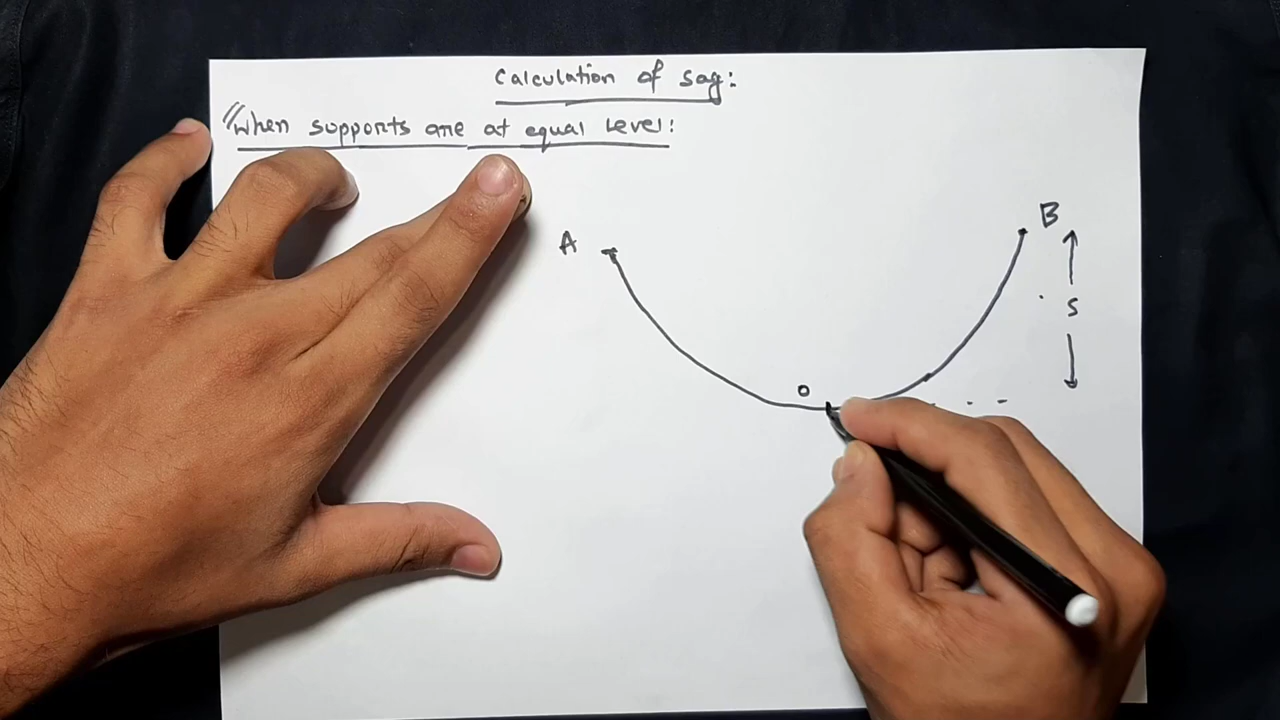 Calculation of sag:
"When supports are at equal level:
A
B
S
O